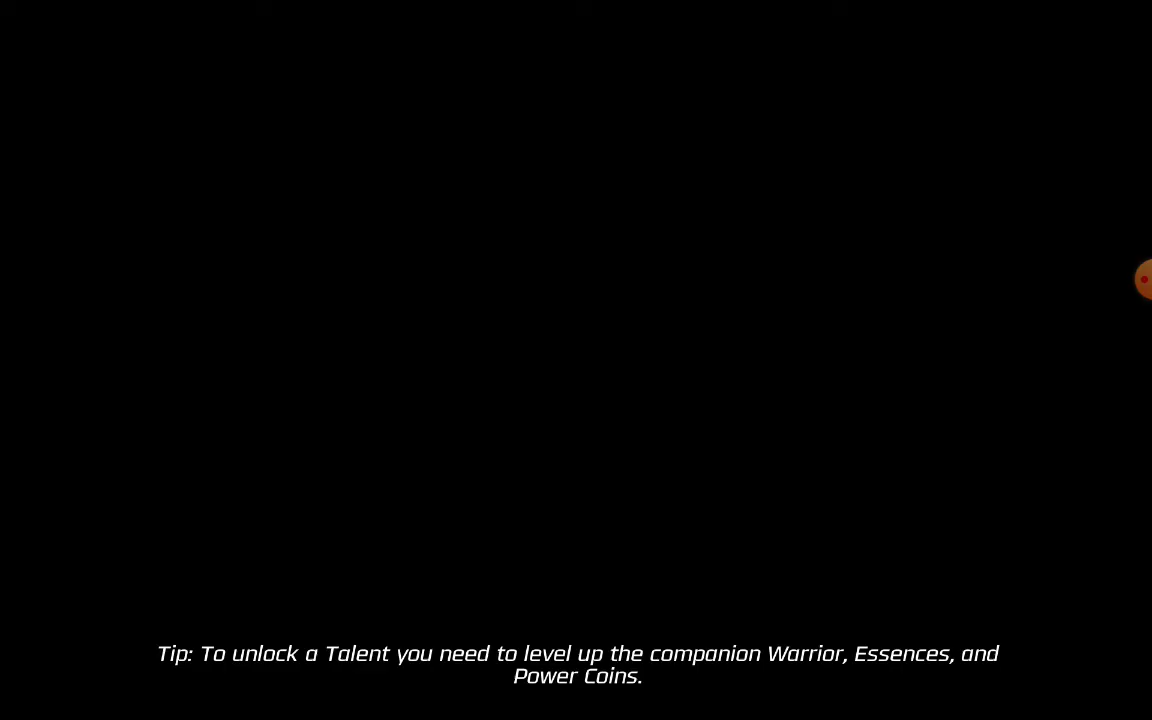 Tip: To unlock a Talent you need to level up the companion Warrior, Essences, and
Power Coins.